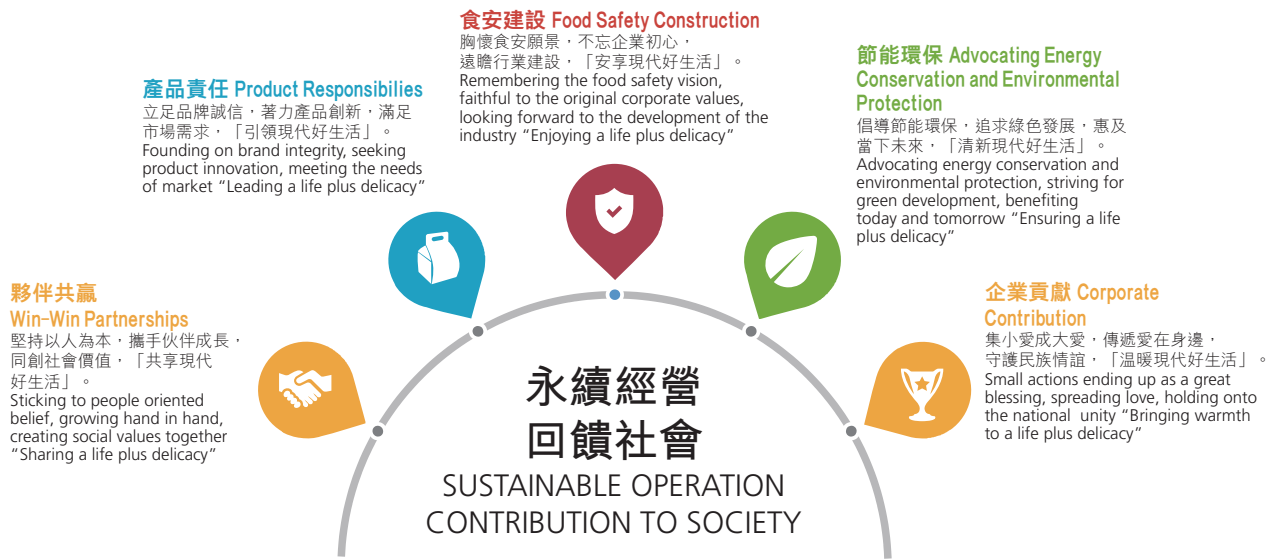 夥伴共贏
Win-Win Partnerships
堅持以人為本，攜手伙伴成長，
同創社會價值，「共享現代
好生活」。
Sticking to people oriented
belief, growing hand in hand,
creating social values together
“Sharing a life plus delicacy”
產品責任 Product Responsibilies
立足品牌誠信，著力產品創新，滿足
市場需求，「引領現代好生活」。
Founding on brand integrity, seeking
product innovation, meeting the needs
of market “Leading a life plus delicacy”
食安建設 Food Safety Construction
胸懷食安願景，不忘企業初心，
遠瞻行業建設，「安享現代好生活」。
Remembering the food safety vision,
faithful to the original corporate values,
looking forward to the development of the
industry “Enjoying a life plus delicacy”
節能環保 Advocating Energy
Conservation and Environmental
Protection
倡導節能環保，追求綠色發展，惠及
當下未來，「清新現代好生活」。
Advocating energy conservation and
environmental protection, striving for
green development, benefiting
today and tomorrow “Ensuring a life
plus delicacy”
企業貢獻 Corporate
Contribution
集小愛成大愛，傳遞愛在身邊，
守護民族情誼，「温暖現代好生活」。
Small actions ending up as a great
blessing, spreading love, holding onto
the national unity “Bringing warmth
to a life plus delicacy”
永續經營
回饋社會
SUSTAINABLE OPERATION
CONTRIBUTION TO SOCIETY